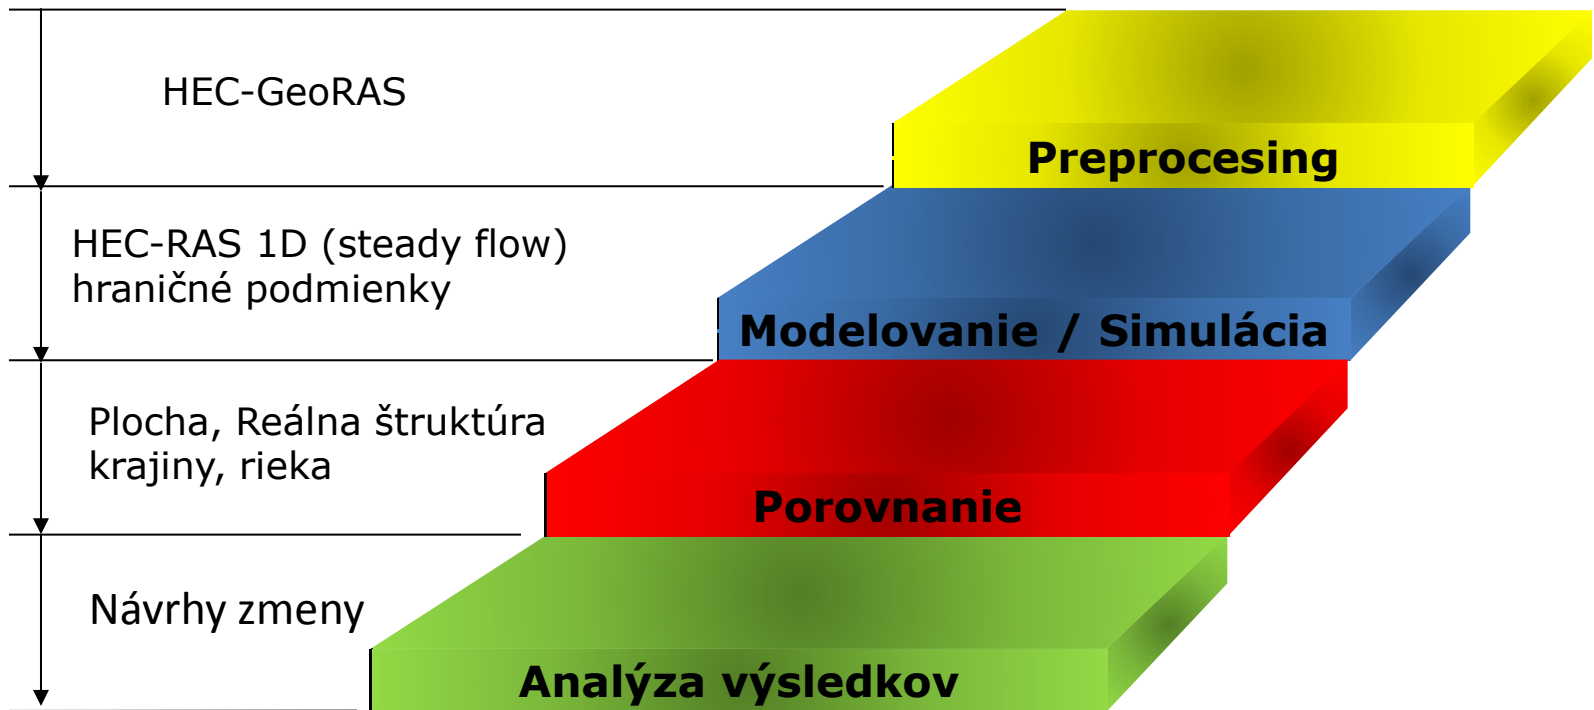 HEC-GeoRAS
Preprocesing
HEC-RAS 1D (steady flow)
hraničné podmienky
Modelovanie / Simulácia
Plocha, Reálna štruktúra
krajiny, rieka
Porovnanie
Návrhy zmeny
Analýza výsledkov